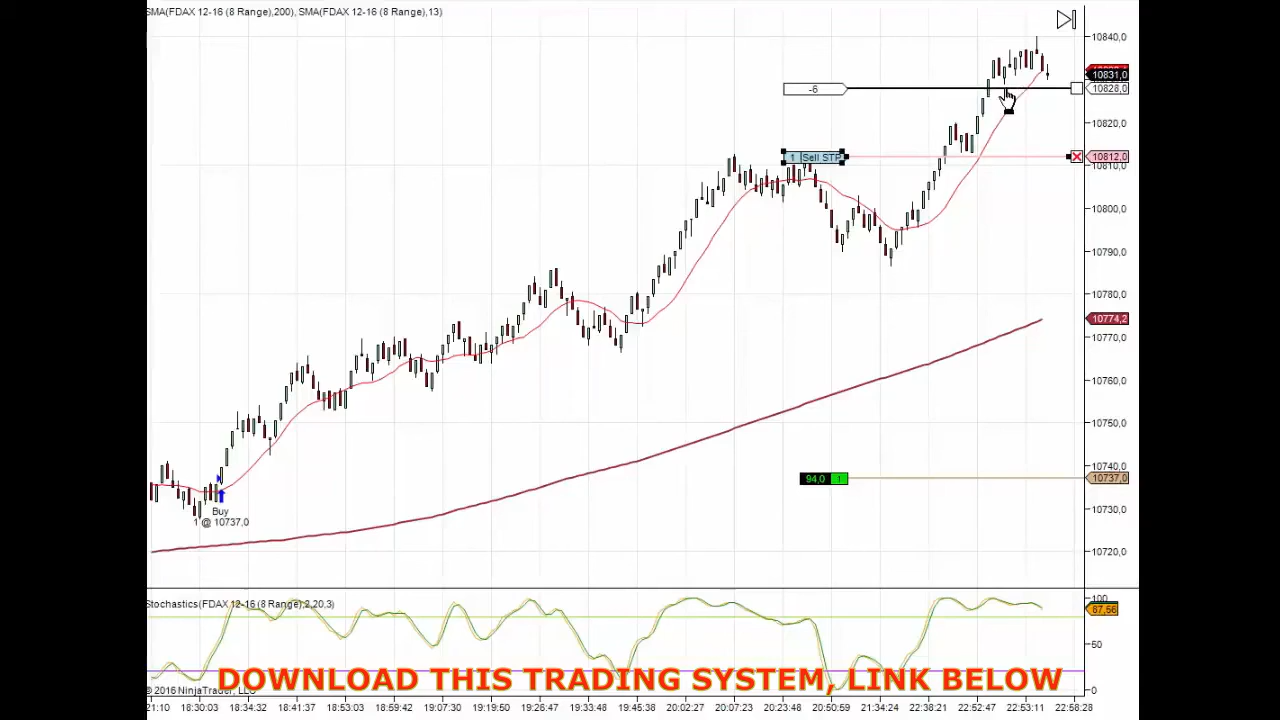 SMA(FDAX 12-16 (8 Range),200), SMA(FDAX 12-16 (8 Range),13)
10840,0
10831,0
-6
10828,0
10820,0
1 Sell STP
10812,0
10810,0
10800,0
10790,0
10780,0
10774,2
10770,0
10760,0
10750,0
10740,0
94,0 1
10737,0
10730,0
Buy
1 @ 10737,0
10720,0
Stochastics(FDAX 12-16 (8 Range),2,20,3)
100
87,56
50
DOWNLOAD THIS TRADING SYSTEM, LINK BELOW
© 2016 NinjaTrader, LLC
0
21:10 18:30:03 18:34:32 18:41:37 18:53:03 18:59:42 19:10:30 19:19:50 19:26:47 19:33:48 19:45:38 20:02:27 20:07:23 20:23:48 20:50:59 21:34:24 22:38:21 22:52:47 22:53:11 22:58:28